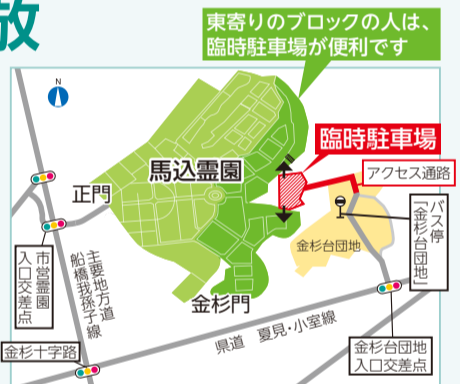 放
東寄りのブロックの人は、
臨時駐車場が便利です
N
臨時駐車場
馬込霊園
アクセス通路
正門
バス停
「金杉台団地」
金杉台団地
市営霊園
入口交差点
主要地方道
船橋我孫子線
金杉門
県道 夏見・小室線
金杉十字路
金杉台団地
入口交差点